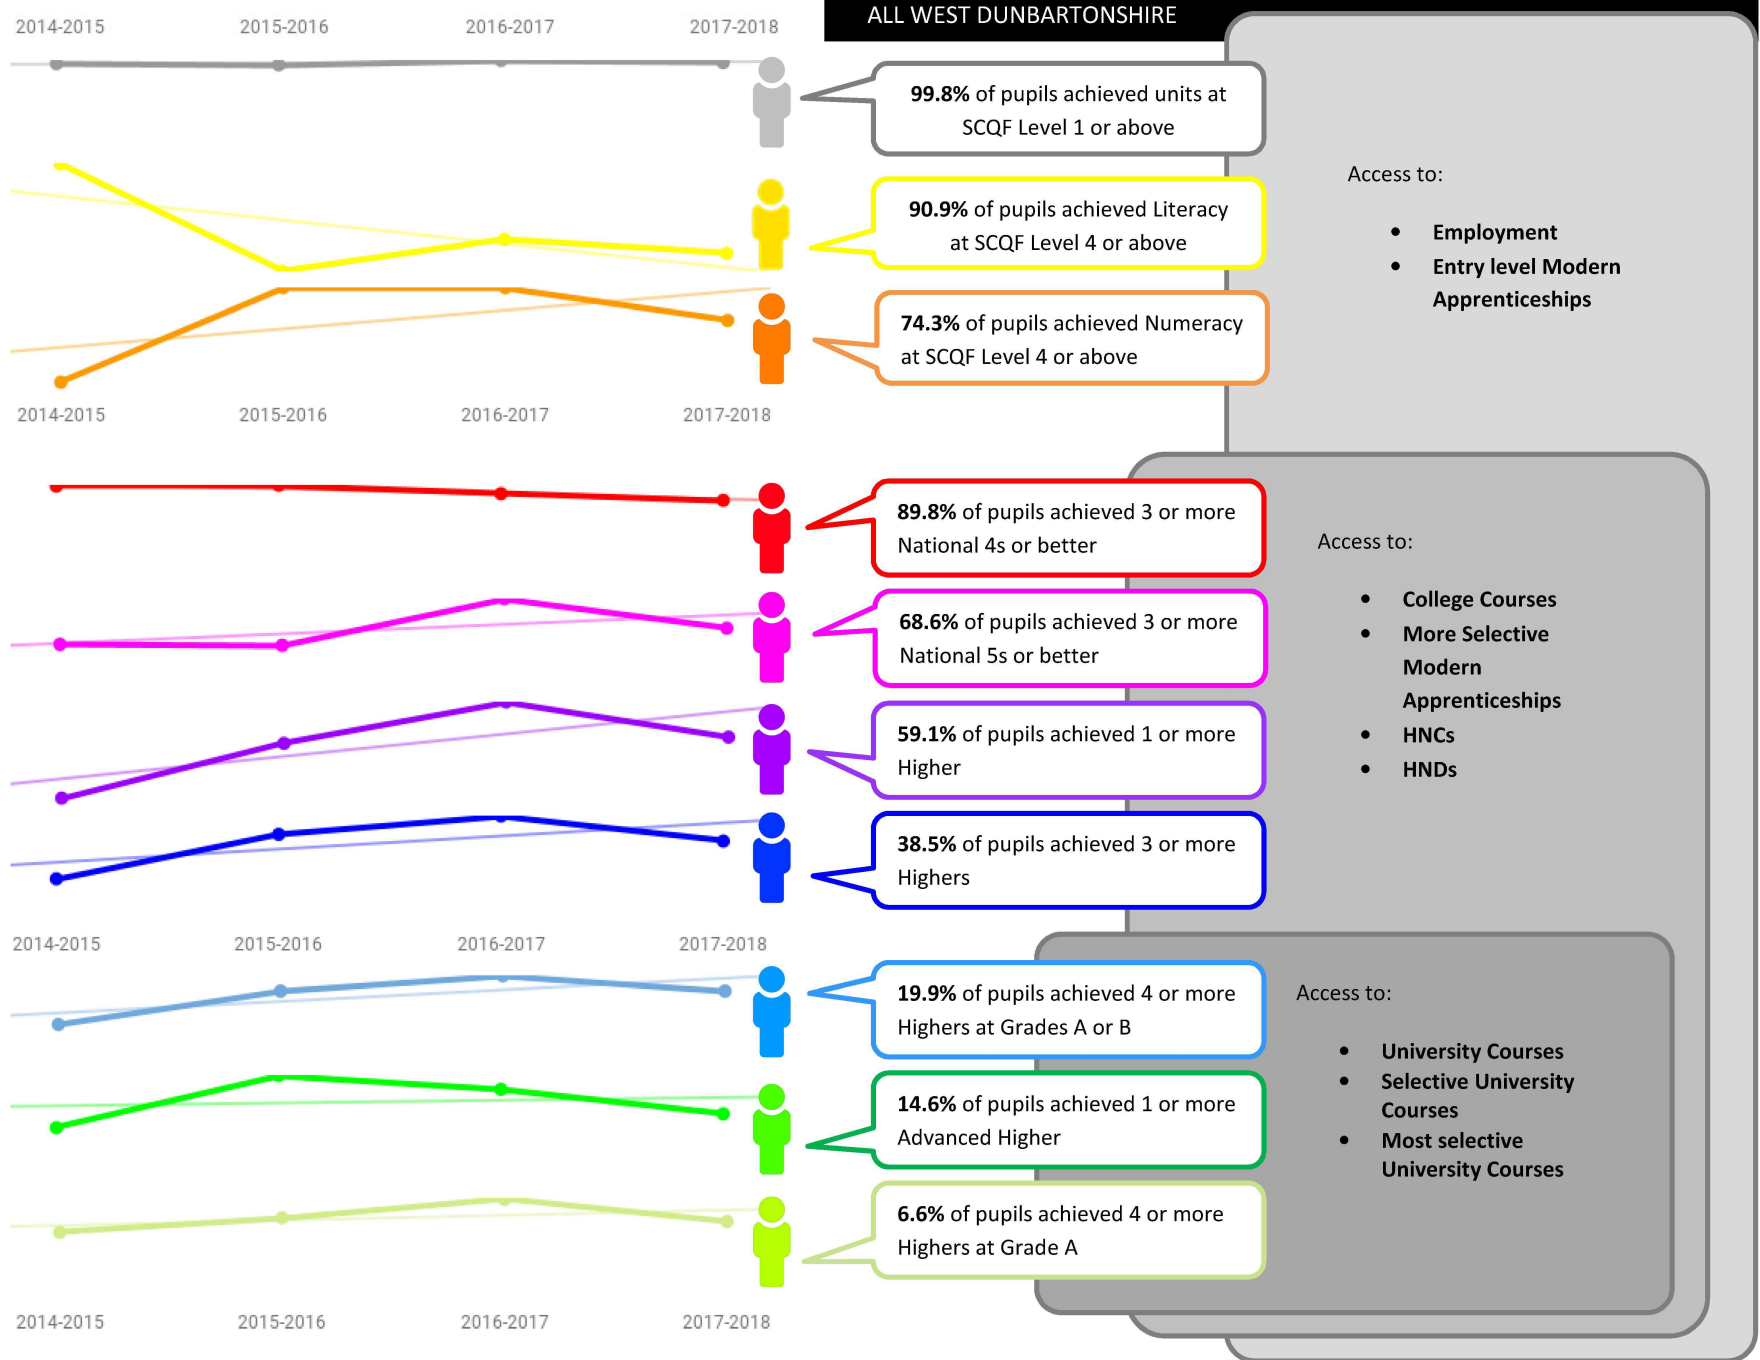 ALL WEST DUNBARTONSHIRE
2014-2015 2015-2016 2016-2017 2017-2018
99.8% of pupils achieved units at
SCQF Level 1 or above
90.9% of pupils achieved Literacy
at SCQF Level 4 or above
74.3% of pupils achieved Numeracy
at SCQF Level 4 or above
Access to:
• Employment
• Entry level Modern
Apprenticeships
2014-2015 2015-2016 2016-2017 2017-2018
89.8% of pupils achieved 3 or more
National 4s or better
68.6% of pupils achieved 3 or more
National 5s or better
59.1% of pupils achieved 1 or more
Higher
38.5% of pupils achieved 3 or more
Highers
Access to:
• College Courses
• More Selective
Modern
Apprenticeships
• HNCs
• HNDs
2014-2015 2015-2016 2016-2017 2017-2018
19.9% of pupils achieved 4 or more
Highers at Grades A or B
14.6% of pupils achieved 1 or more
Advanced Higher
6.6% of pupils achieved 4 or more
Highers at Grade A
Access to:
• University Courses
• Selective University
Courses
• Most selective
University Courses
2014-2015 2015-2016 2016-2017 2017-2018